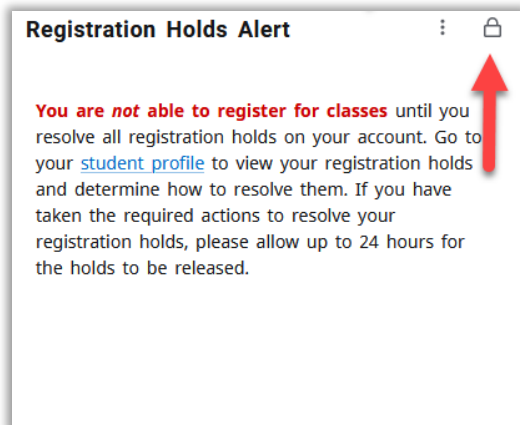 Registration Holds Alert
You are not able to register for classes until you
resolve all registration holds on your account. Go to
your student profile to view your registration holds
and determine how to resolve them. If you have
taken the required actions to resolve your
registration holds, please allow up to 24 hours for
the holds to be released.